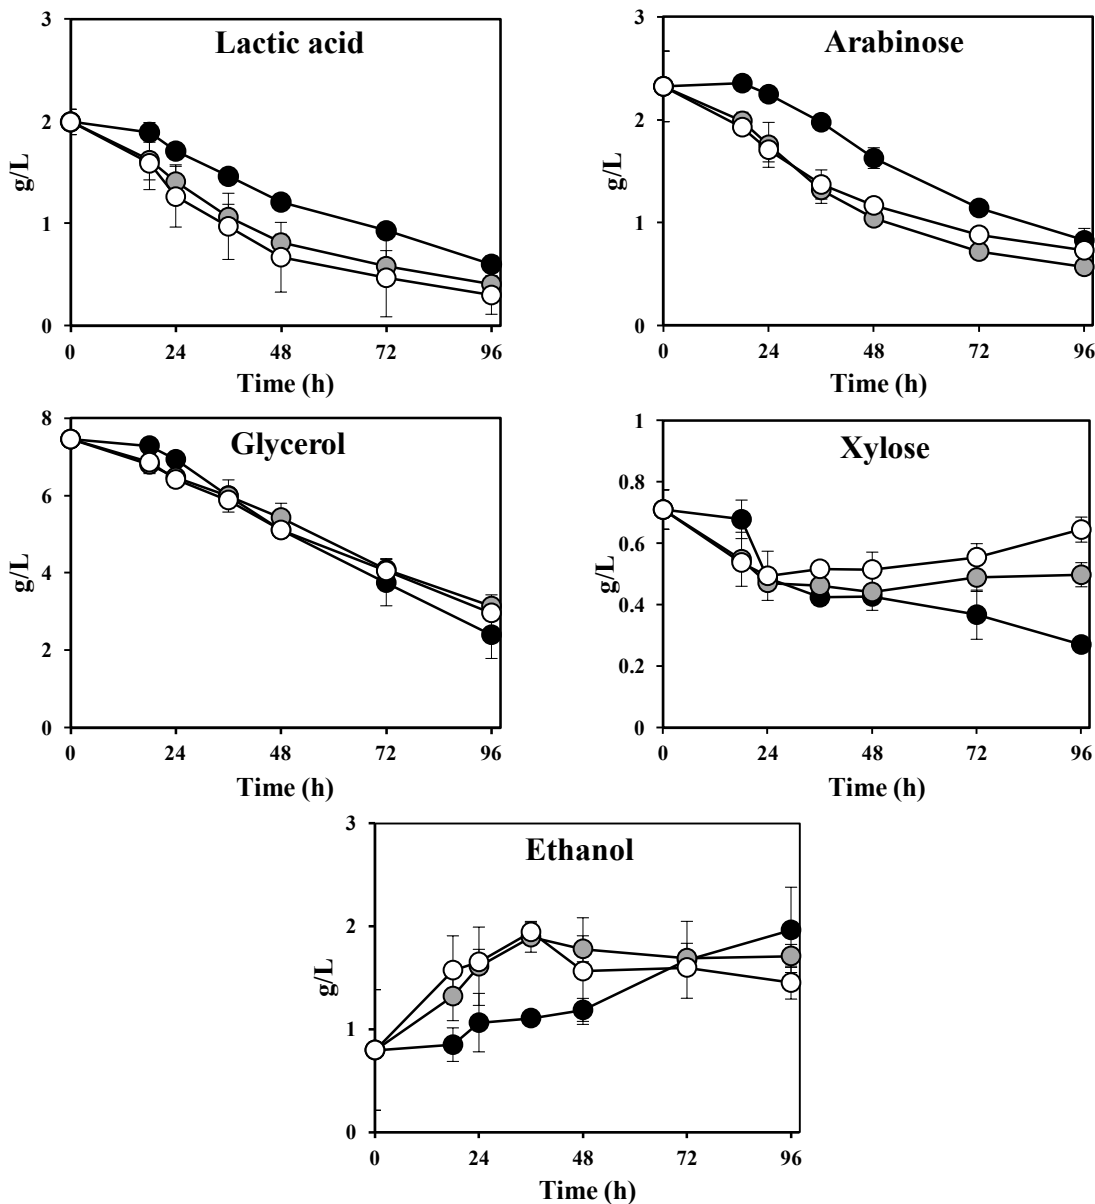 Lactic acid
3
2
1
0
g/L
0 24 48 72 96
Time (h)
Arabinose
3
2
1
0
g/L
0 24 48 72 96
Time (h)
Glycerol
8
6
4
2
0
g/L
0 24 48 72 96
Time (h)
Xylose
1
0.8
0.6
0.4
0.2
0
g/L
0 24 48 72 96
Time (h)
Ethanol
3
2
1
0
g/L
0 24 48 72 96
Time (h)